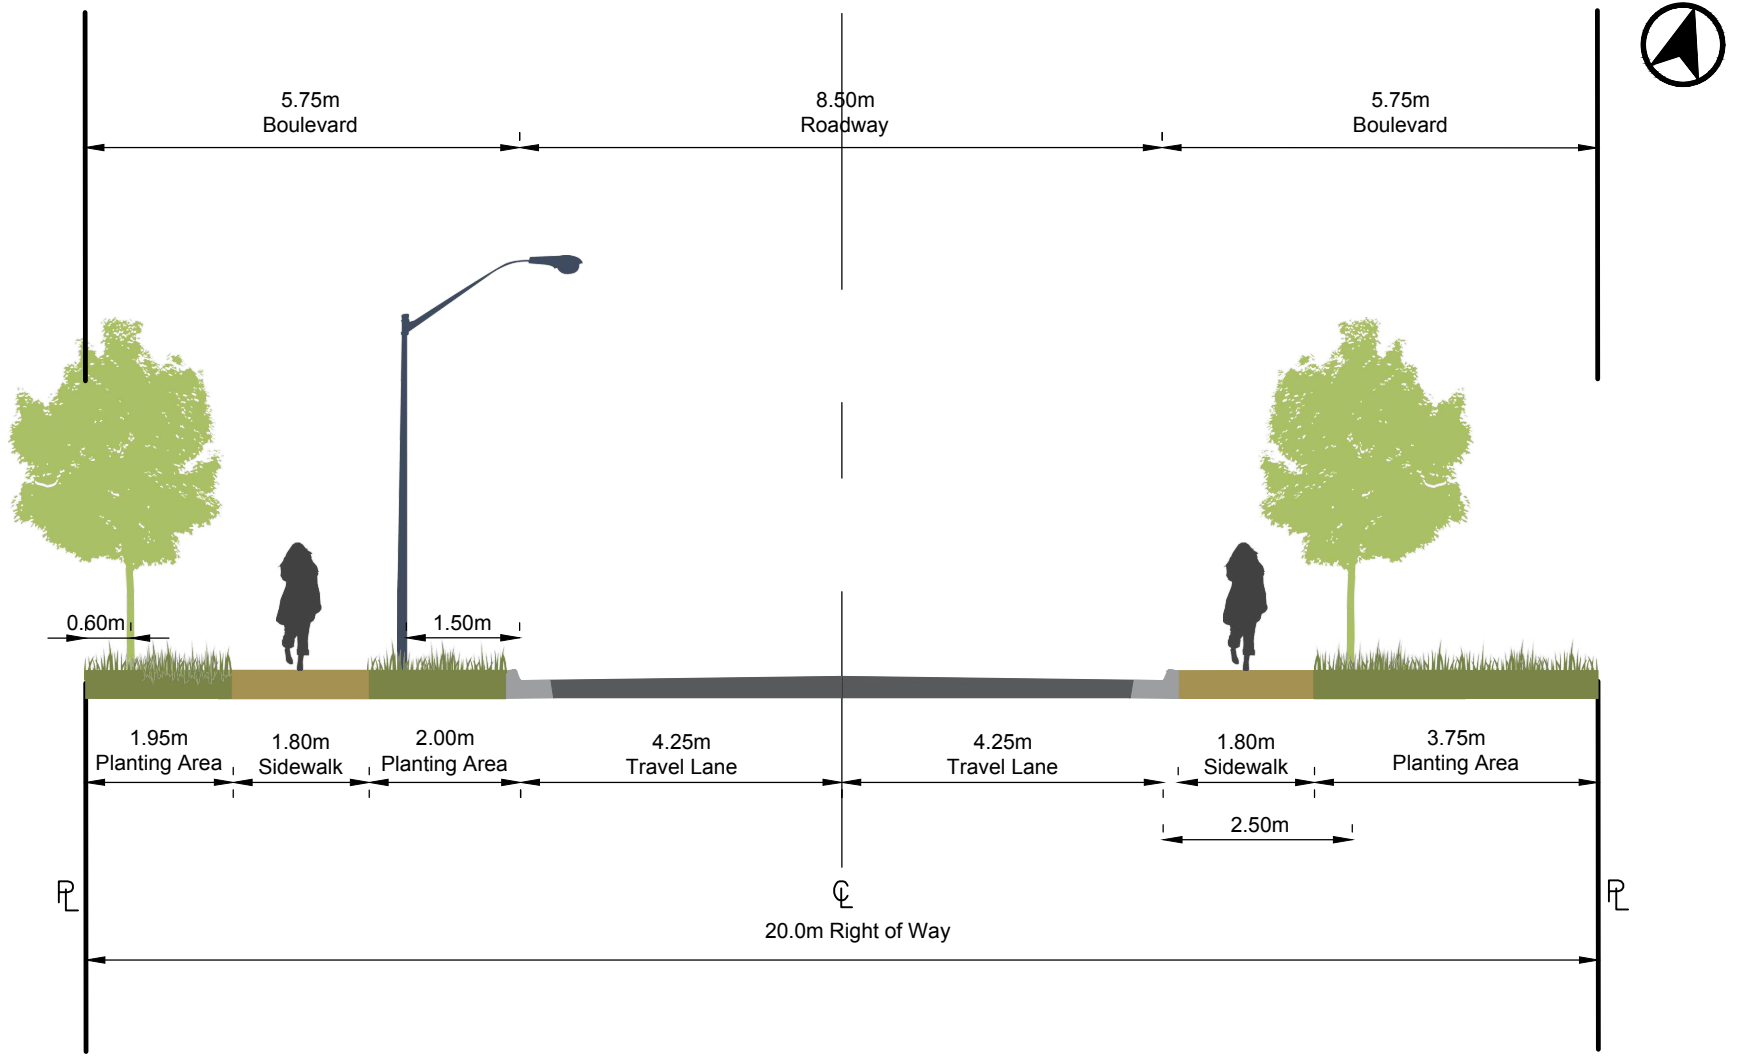 5.75m
Boulevard
8.50m
Roadway
5.75m
Boulevard
0.60m
1.50m
1.95m
Planting Area
1.80m
Sidewalk
2.00m
Planting Area
4.25m
Travel Lane
4.25m
Travel Lane
1.80m
Sidewalk
3.75m
Planting Area
2.50m
PL
CL
PL
20.0m Right of Way